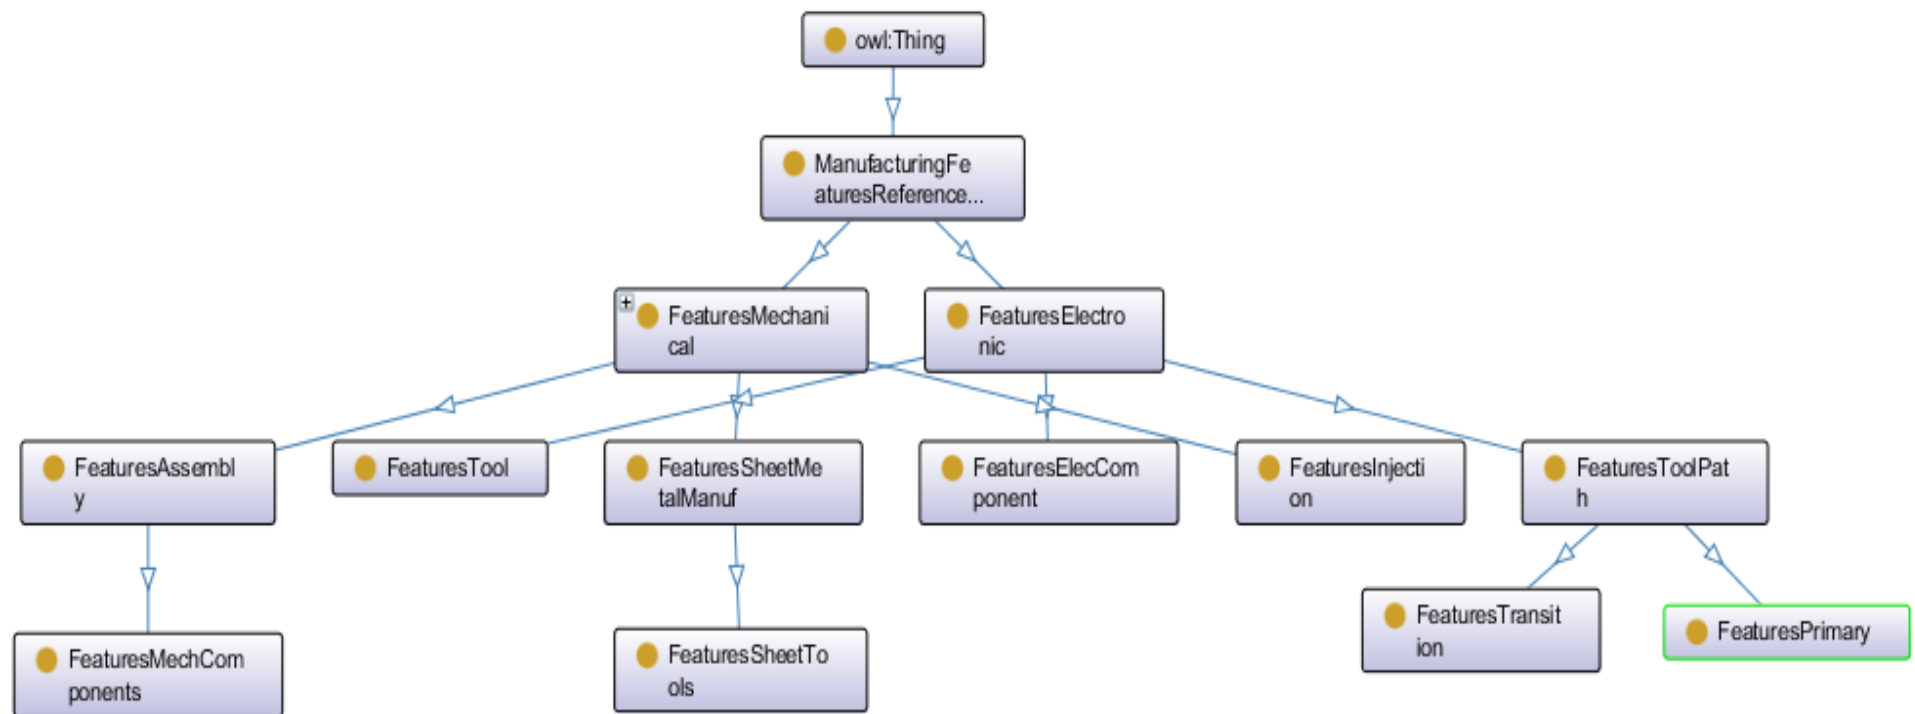 owl:Thing
ManufacturingFe
aturesReference...
FeaturesMechani
cal
FeaturesElectro
nic
FeaturesAssembl
y
FeaturesTool
FeaturesSheetMe
talManuf
FeaturesElecCom
ponent
FeaturesInjecti
on
FeaturesToolPat
h
FeaturesMechCom
ponents
FeaturesSheetTo
ols
FeaturesTransit
ion
FeaturesPrimary